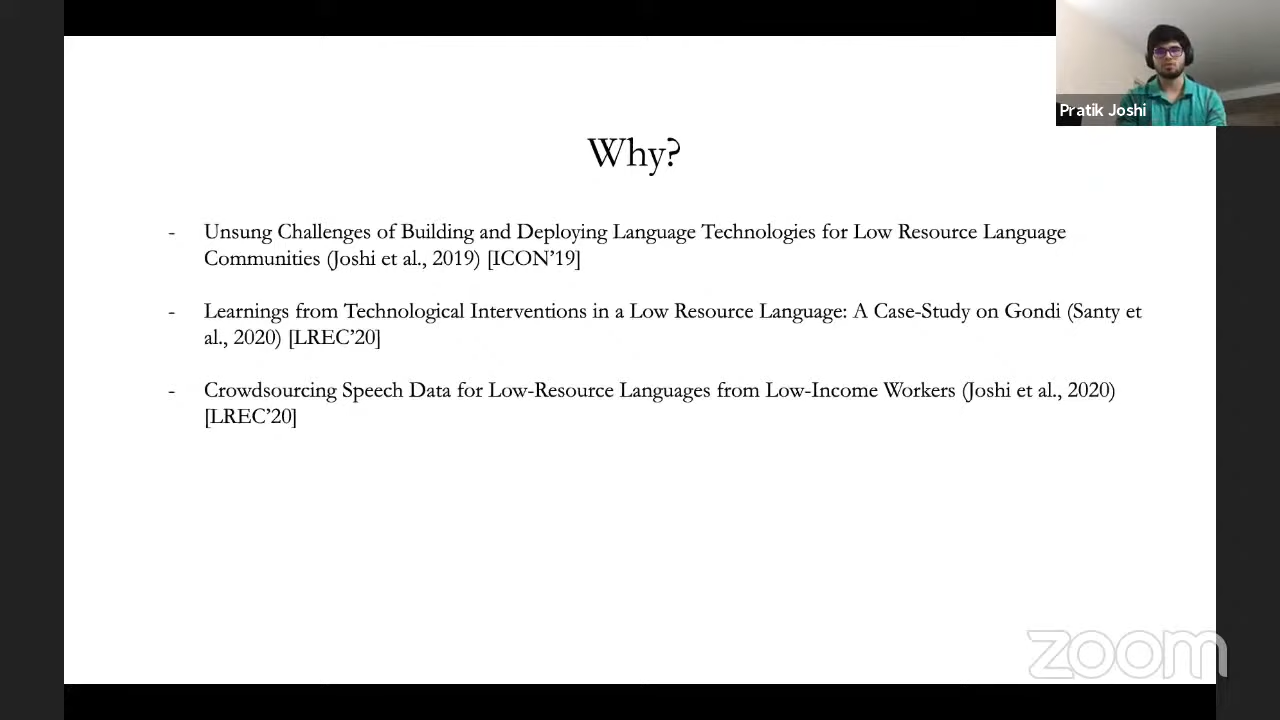 Pratik Joshi
Why?
- Unsung Challenges of Building and Deploying Language Technologies for Low Resource Language
Communities (Joshi et al., 2019) [ICON’19]
- Learnings from Technological Interventions in a Low Resource Language: A Case-Study on Gondi (Santy et
al., 2020) [LREC’20]
- Crowdsourcing Speech Data for Low-Resource Languages from Low-Income Workers (Joshi et al., 2020)
[LREC’20]
zoom